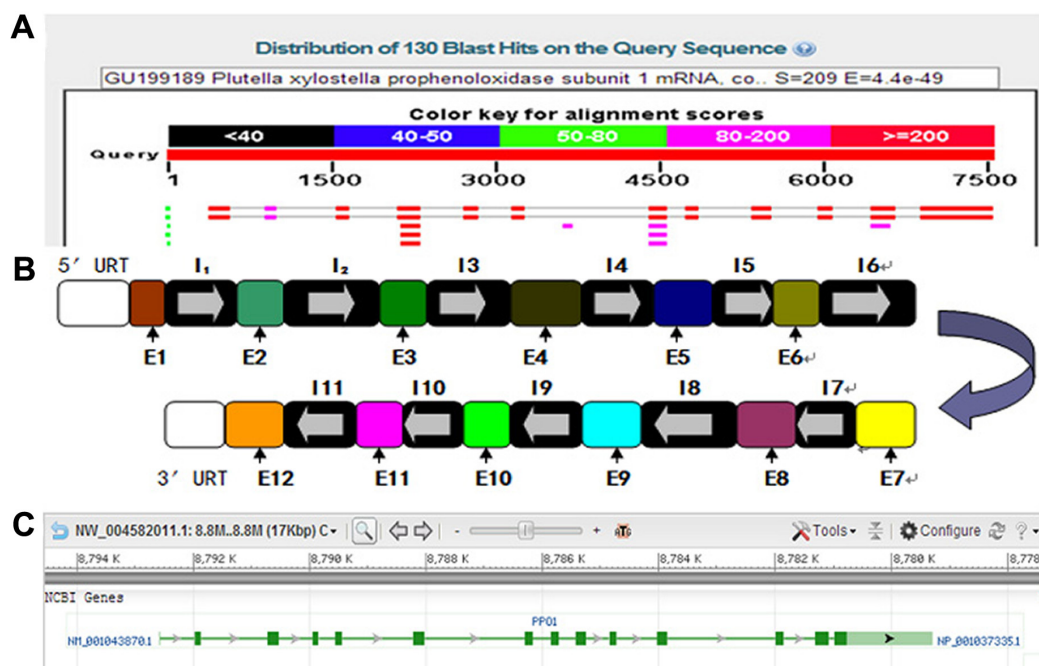 A
Distribution of 130 Blast Hits on the Query Sequence ?
GU199189 Plutella xylostella prophenoloxidase subunit 1 mRNA, co.. S=209 E=4.4e-49
Color key for alignment scores
<40 40-50 50-80 80-200 >=200
Query
1 1500 3000 4500 6000 7500
B
5′ URT I₁ I₂ I3 I4 I5 I6↵
E1 E2 E3 E4 E5 E6↵
I11 I10 I9 I8 I7↵
3′ URT E12 E11 E10 E9 E8 E7↵
C
NW_004582011.1: 8.8M..8.8M (17Kbp) C - + Tools Configure ?
8,794 K 8,792 K 8,790 K 8,788 K 8,786 K 8,784 K 8,782 K 8,780 K 8,778
NCBI Genes
PPO1
NM_001043870.1 NP_001037335.1